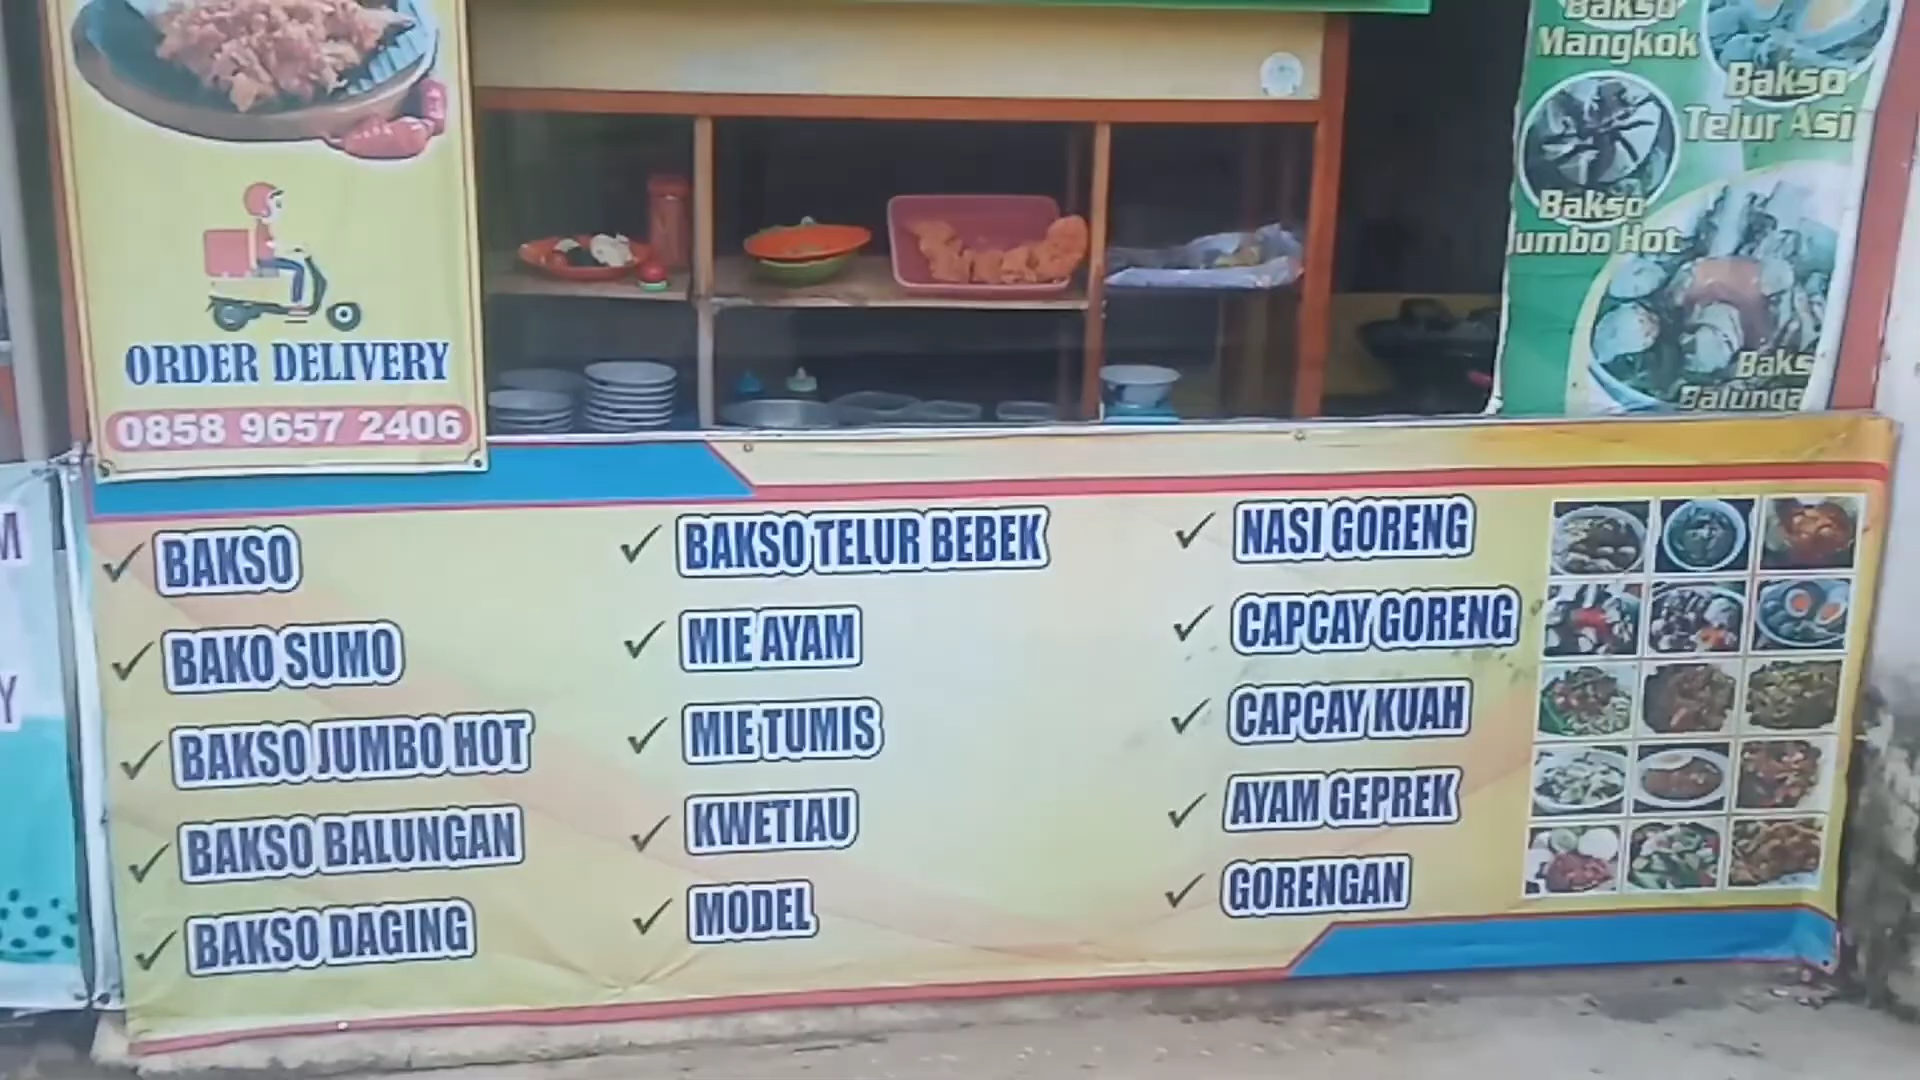 ORDER DELIVERY
0858 9657 2406
Bakso
Mangkok
Bakso
Telur Asi
Bakso
Jumbo Hot
Baks
Balunga
BAKSO
BAKO SUMO
BAKSO JUMBO HOT
BAKSO BALUNGAN
BAKSO DAGING
BAKSO TELUR BEBEK
MIE AYAM
MIE TUMIS
KWETIAU
MODEL
NASI GORENG
CAPCAY GORENG
CAPCAY KUAH
AYAM GEPREK
GORENGAN
M
Y